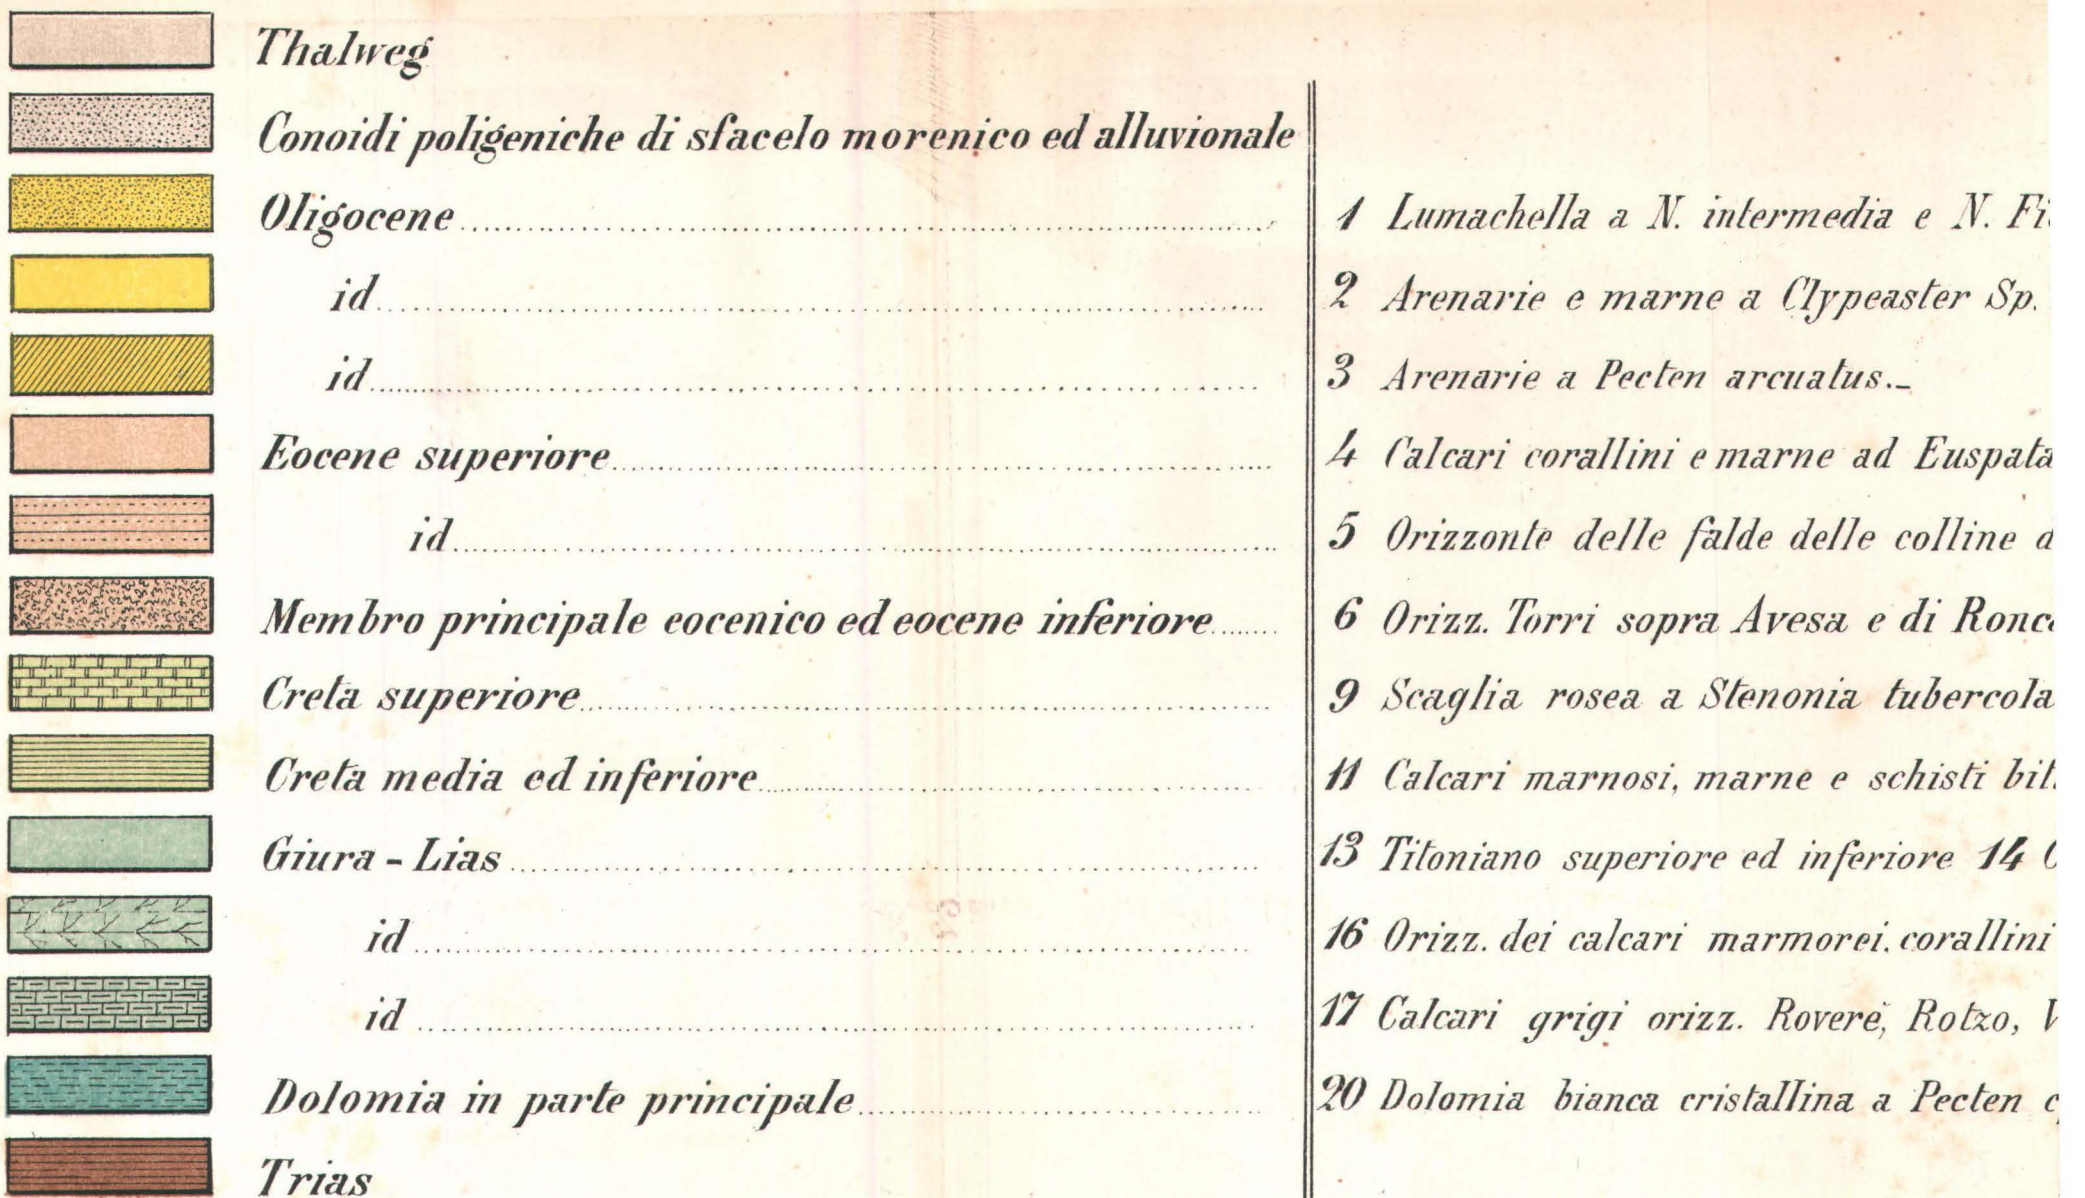 Thalweg
Conoidi poligeniche di sfacelo morenico ed alluvionale
Oligocene 1 Lumachella a N. intermedia e N.
id 2 Arenarie e marne a Clypeaster Sp.
id 3 Arenarie a Pecten arcuatus._
Eocene superiore 4 Calcari corallini e marne ad Euspata
id 5 Orizzonte delle falde delle colline d
Membro principale eocenico ed eocene inferiore 6 Orizz. Torri sopra Avesa e di
Creta superiore 9 Scaglia rosea a Stenonia tubercola
Creta media ed inferiore 11 Calcari marnosi, marne e schisti
Giura - Lias 13 Titoniano superiore ed inferiore 14
id 16 Orizz. dei calcari marmorei. corallini
id 17 Calcari grigi orizz. Roverè, Rotzo,
Dolomia in parte principale 20 Dolomia bianca cristallina a Pecten
Trias